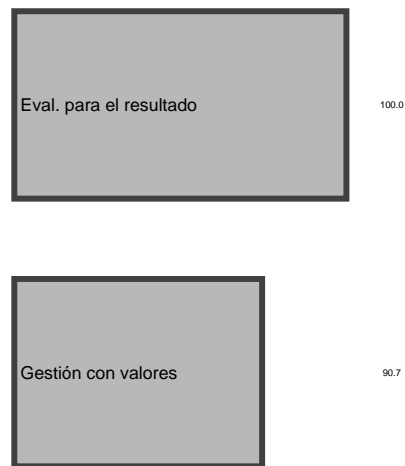 Eval. para el resultado
100.0
Gestión con valores
90.7